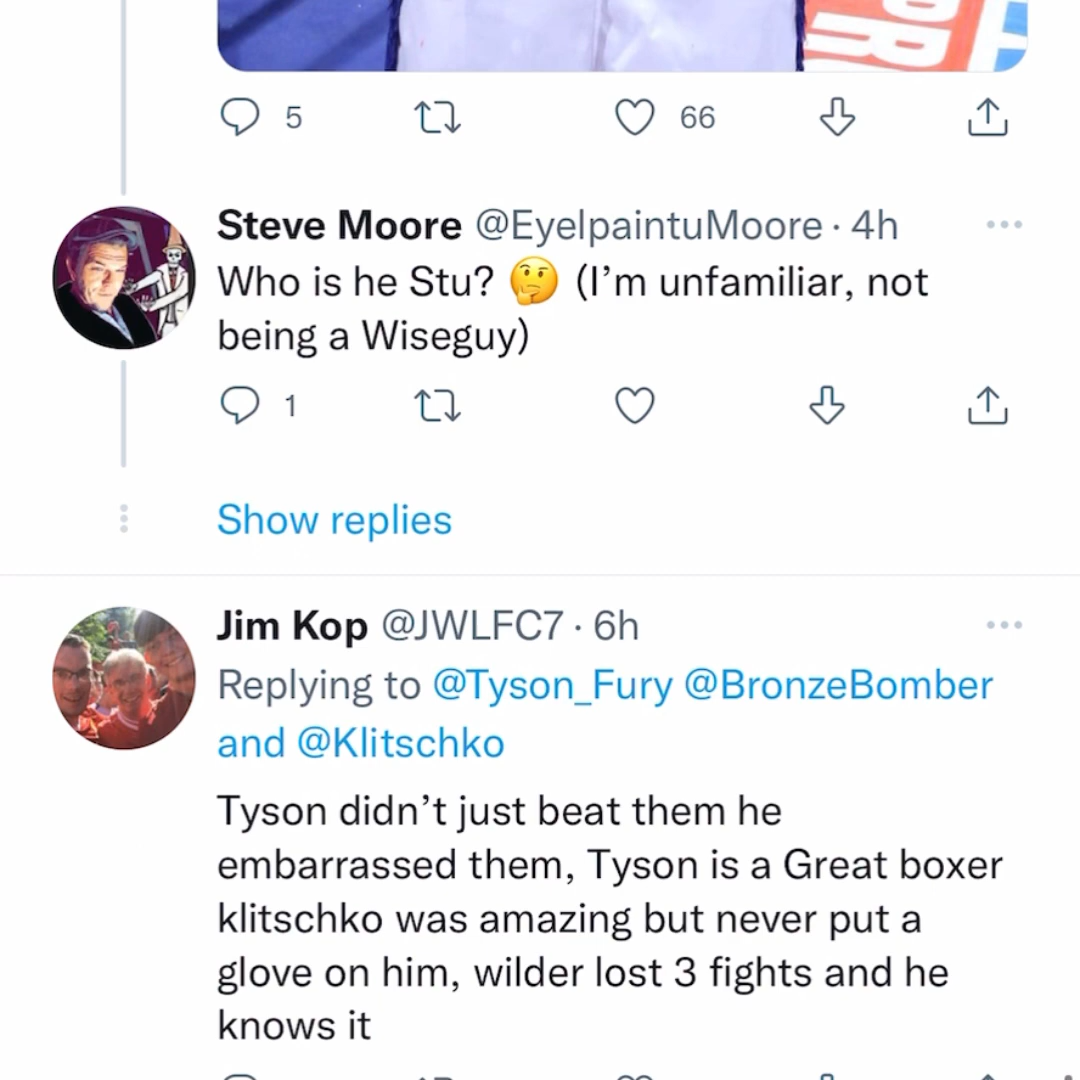 5 66
Steve Moore @EyelpaintuMoore · 4h
Who is he Stu? 🤔 (I’m unfamiliar, not
being a Wiseguy)
1
Show replies
Jim Kop @JWLFC7 · 6h
Replying to @Tyson_Fury @BronzeBomber
and @Klitschko
Tyson didn’t just beat them he
embarrassed them, Tyson is a Great boxer
klitschko was amazing but never put a
glove on him, wilder lost 3 fights and he
knows it